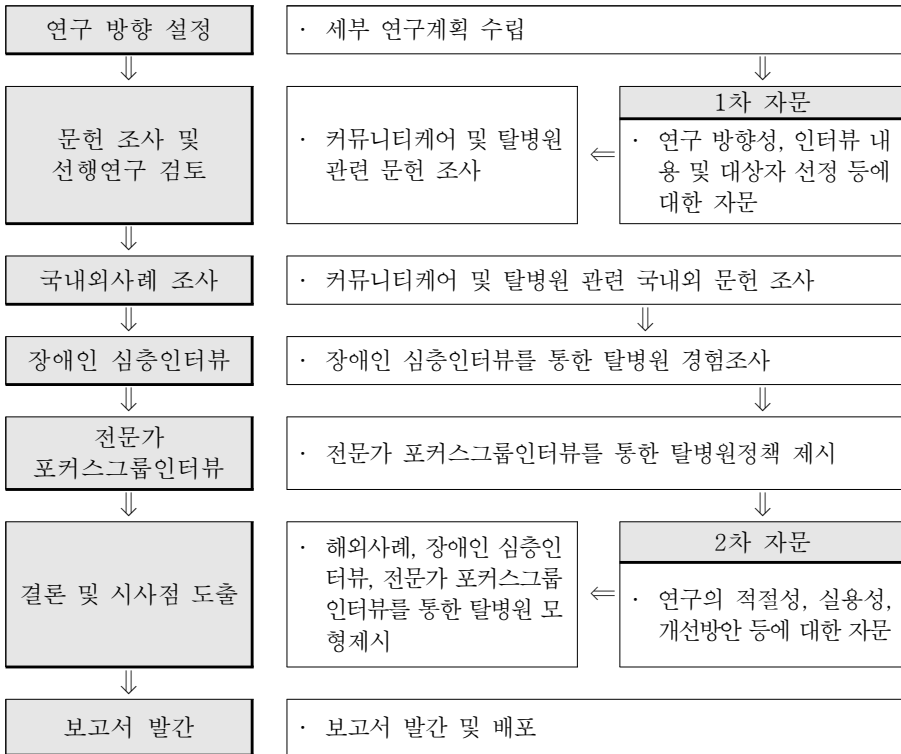 연구 방향 설정
· 세부 연구계획 수립
⇓ ⇓
문헌 조사 및
선행연구 검토
· 커뮤니티케어 및 탈병원
관련 문헌 조사
⇐
1차 자문
· 연구 방향성, 인터뷰 내
용 및 대상자 선정 등에
대한 자문
⇓
국내외사례 조사
· 커뮤니티케어 및 탈병원 관련 국내외 문헌 조사
⇓ ⇓
장애인 심층인터뷰
· 장애인 심층인터뷰를 통한 탈병원 경험조사
⇓ ⇓
전문가
포커스그룹인터뷰
· 전문가 포커스그룹인터뷰를 통한 탈병원정책 제시
⇓ ⇓
결론 및 시사점 도출
· 해외사례, 장애인 심층인
터뷰, 전문가 포커스그룹
인터뷰를 통한 탈병원 모
형제시
⇐
2차 자문
· 연구의 적절성, 실용성,
개선방안 등에 대한 자문
⇓
보고서 발간
· 보고서 발간 및 배포